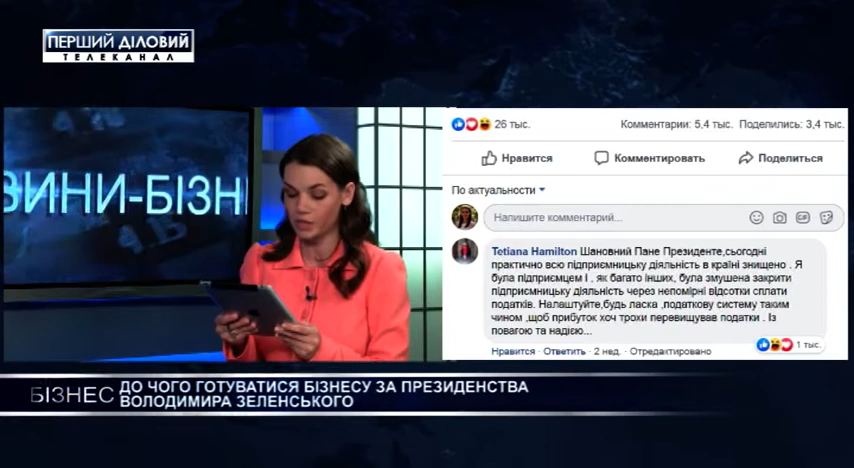 ПЕРШИЙ ДІЛОВИЙ
ТЕЛЕКАНАЛ
ВИНИ-БІЗН
26 тыс.
Комментарии: 5,4 тыс. Поделились: 3,4 тыс.
Нравится Комментировать Поделиться
По актуальности
Напишите комментарий...
Tetiana Hamilton Шановний Пане Президенте,сьогодні
практично всю підприємницьку діяльність в країні знищено . Я
була підприємцем і , як багато інших, була змушена закрити
підприємницьку діяльність через непомірні відсотки сплати
податків. Налаштуйте,будь ласка ,податкову систему таким
чином ,щоб прибуток хоч трохи перевищував податки . Із
повагою та надією...
1 тыс.
Нравится · Ответить · 2 нед. · Отредактировано
БІЗНЕС
ДО ЧОГО ГОТУВАТИСЯ БІЗНЕСУ ЗА ПРЕЗИДЕНСТВА
ВОЛОДИМИРА ЗЕЛЕНСЬКОГО